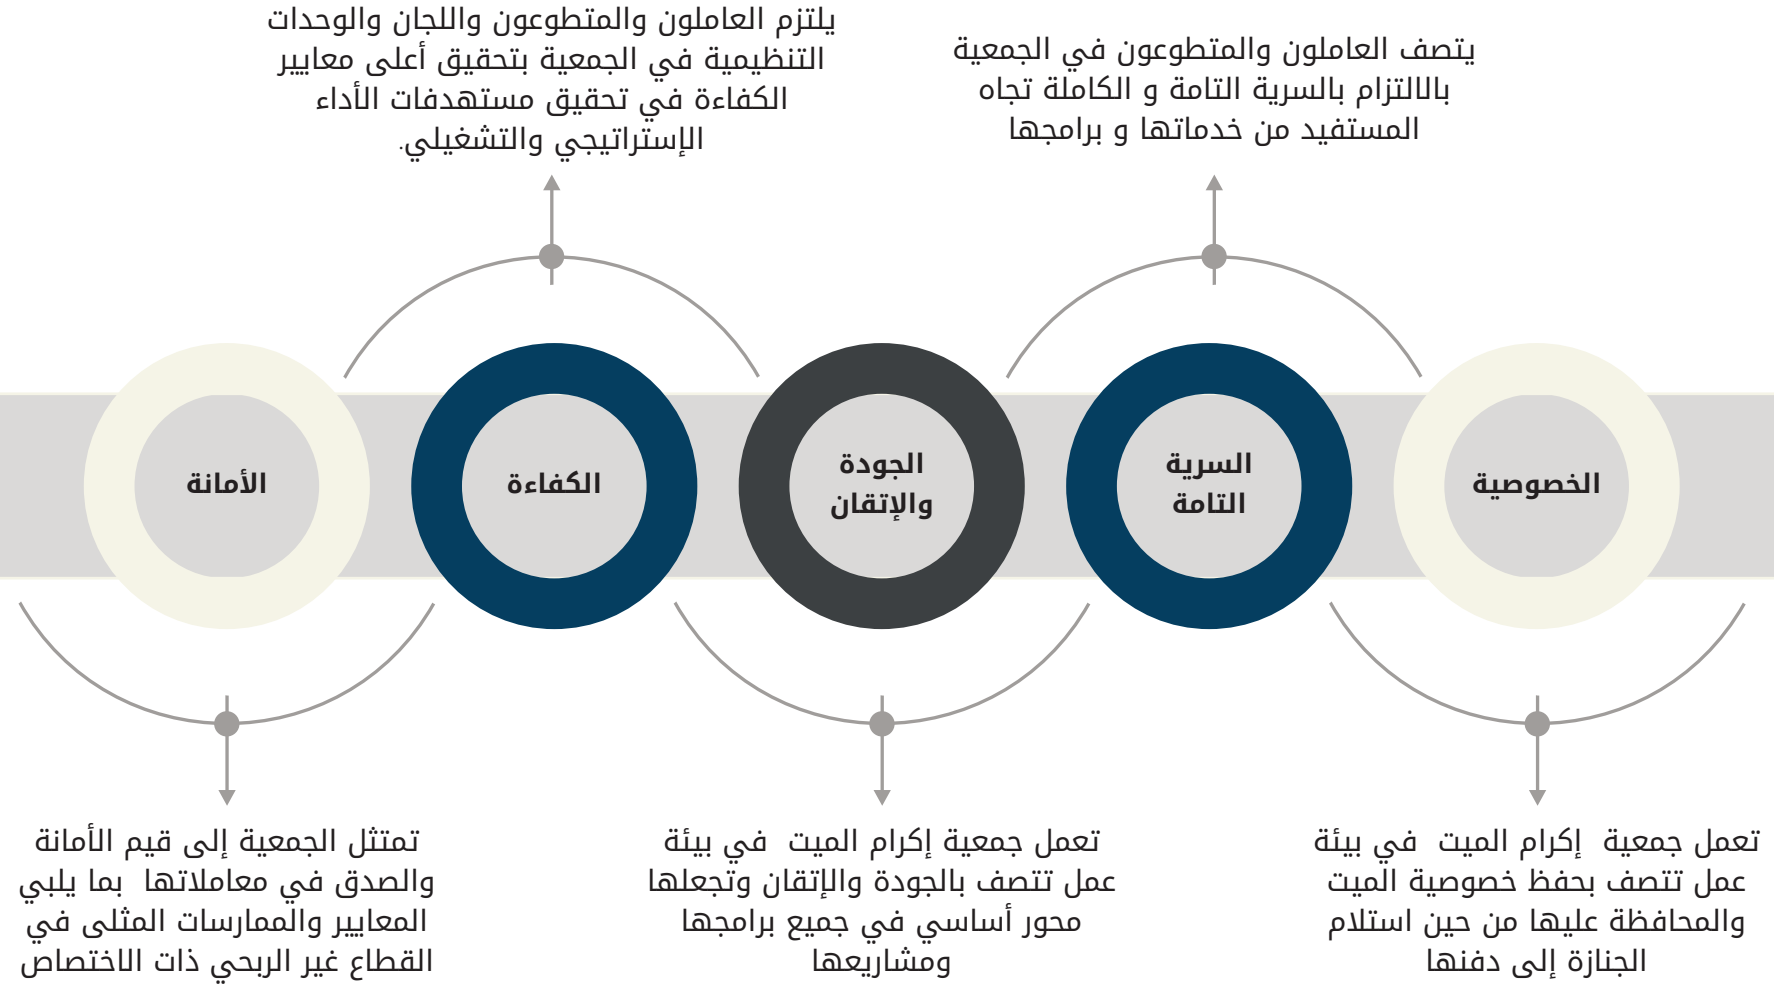 يتصف العاملون والمتطوعون في الجمعية
بالالتزام بالسرية التامة و الكاملة تجاه
المستفيد من خدماتها و برامجها
يلتزم العاملون والمتطوعون واللجان والوحدات
التنظيمية في الجمعية بتحقيق أعلى معايير
الكفاءة في تحقيق مستهدفات الأداء
الإستراتيجي والتشغيلي.
الخصوصية
السرية
التامة
الجودة
والإتقان
الكفاءة
الأمانة
تعمل جمعية إكرام الميت في بيئة
عمل تتصف بحفظ خصوصية الميت
والمحافظة عليها من حين استلام
الجنازة إلى دفنها
تعمل جمعية إكرام الميت في بيئة
عمل تتصف بالجودة والإتقان وتجعلها
محور أساسي في جميع برامجها
ومشاريعها
تمتثل الجمعية إلى قيم الأمانة
والصدق في معاملاتها بما يلبي
المعايير والممارسات المثلى في
القطاع غير الربحي ذات الاختصاص